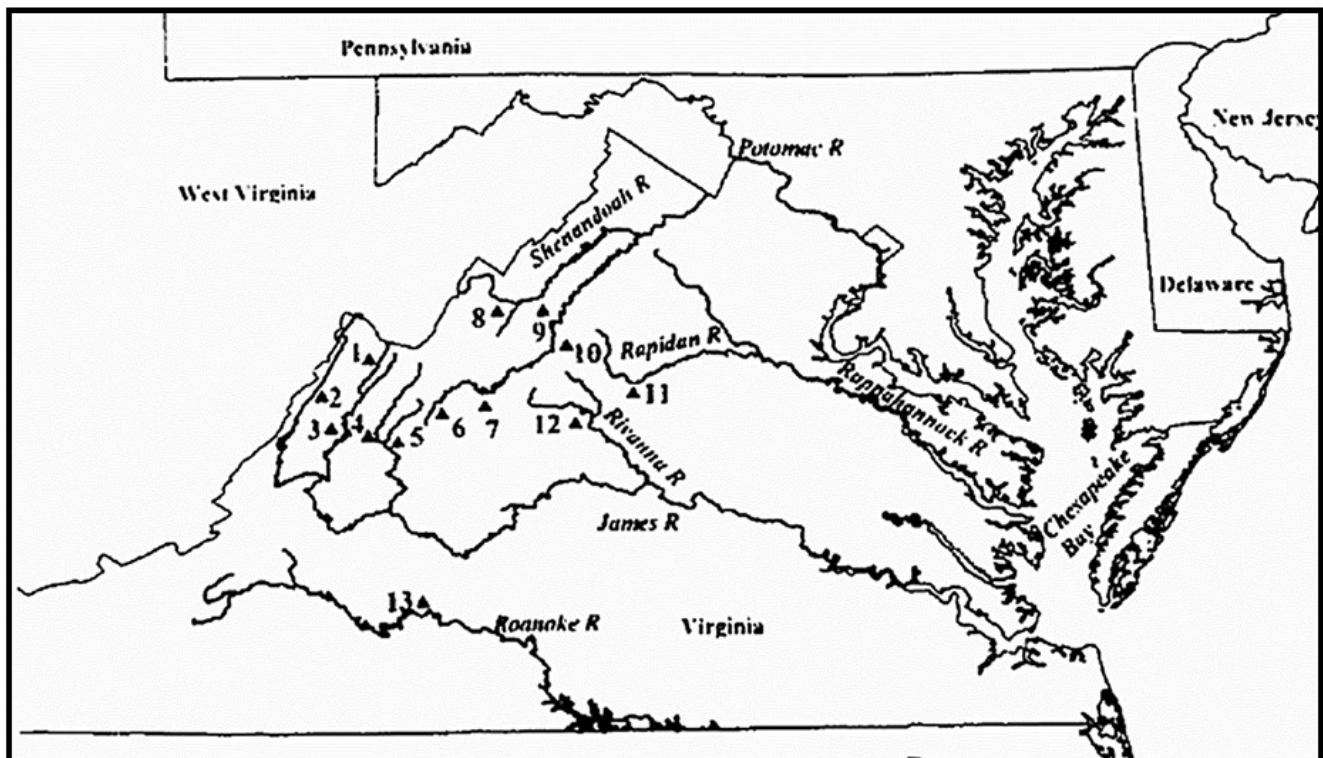 Pennsylvania
New Jersey
Potomac R
West Virginia
Shenandoah R
Delaware
8
9
1
10
Rapidan R
2
11
Rappahannock R
3
4
5
6
7
12
Rivanna R
Chesapeake
Bay
James R
13
Roanoke R
Virginia